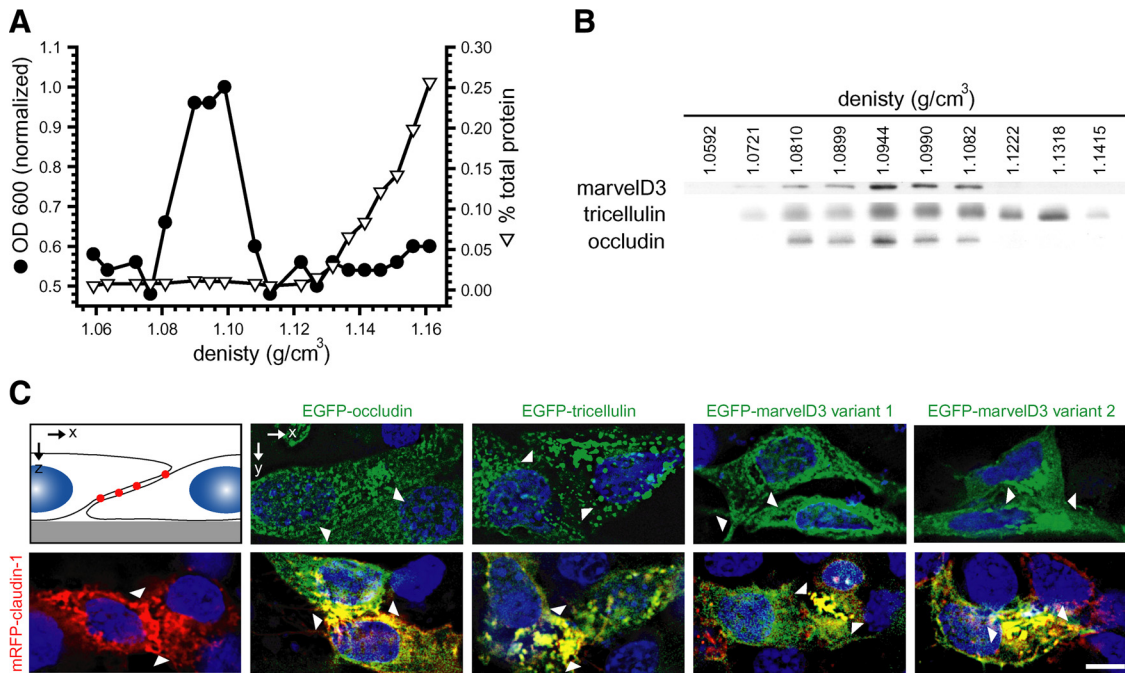 A
1.1
1.0
0.9
0.8
0.7
0.6
0.5
● OD 600 (normalized)
0.30
0.25
0.20
0.15
0.10
0.05
0.00
▽ % total protein
1.06 1.08 1.10 1.12 1.14 1.16
denisty (g/cm³)
B
denisty (g/cm³)
1.0592 1.0721 1.0810 1.0899 1.0944 1.0990 1.1082 1.1222 1.1318 1.1415
marvelD3
tricellulin
occludin
C
EGFP-occludin EGFP-tricellulin EGFP-marvelD3 variant 1 EGFP-marvelD3 variant 2
x
z
x
y
mRFP-claudin-1